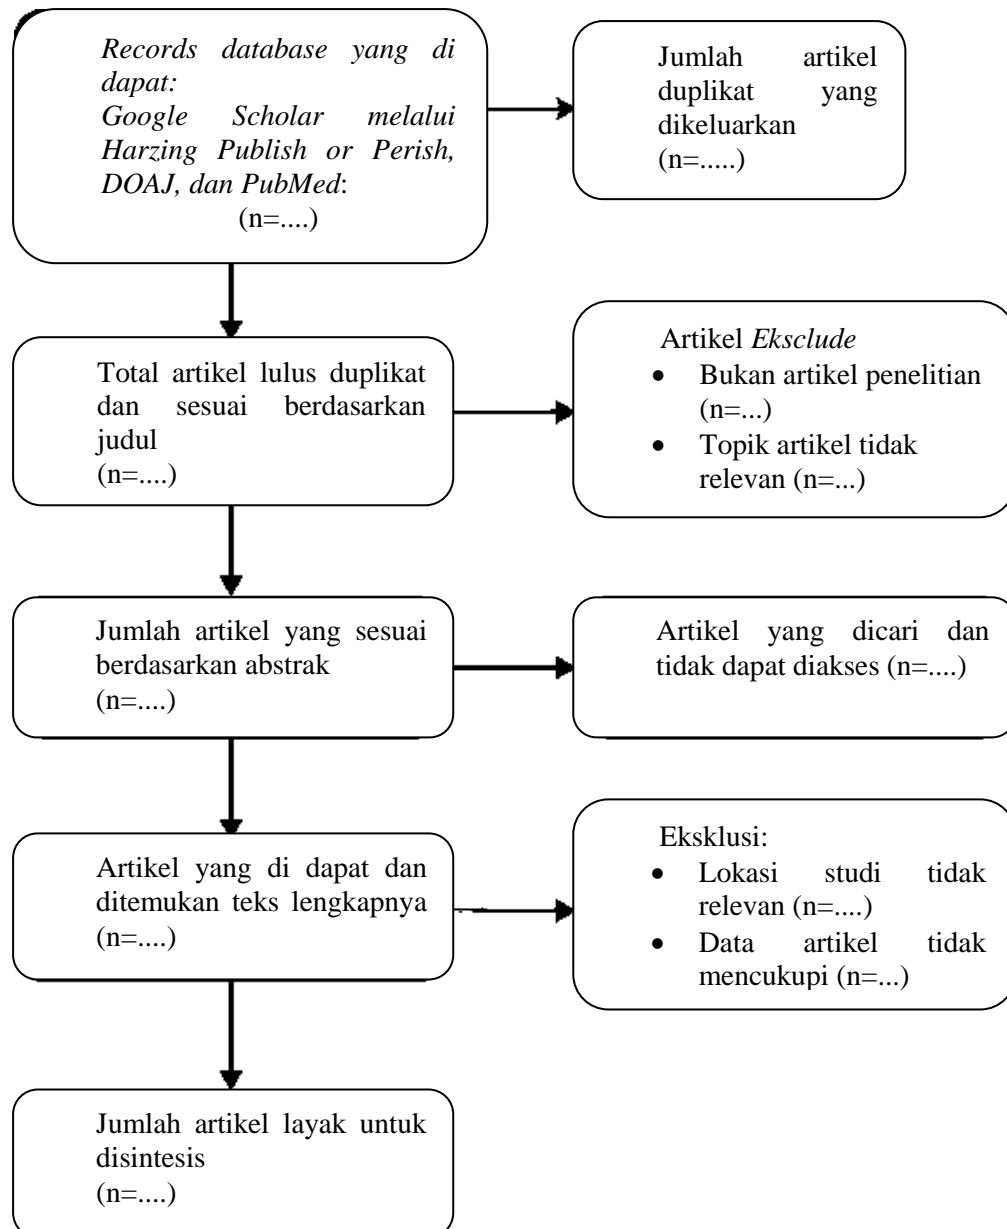 Records database yang di
dapat:
Google Scholar melalui
Harzing Publish or Perish,
DOAJ, dan PubMed:
(n=....)
Jumlah artikel
duplikat yang
dikeluarkan
(n=.....)
Total artikel lulus duplikat
dan sesuai berdasarkan
judul
(n=....)
Artikel Eksclude
• Bukan artikel penelitian
(n=...)
• Topik artikel tidak
relevan (n=...)
Jumlah artikel yang sesuai
berdasarkan abstrak
(n=....)
Artikel yang dicari dan
tidak dapat diakses (n=....)
Artikel yang di dapat dan
ditemukan teks lengkapnya
(n=....)
Eksklusi:
• Lokasi studi tidak
relevan (n=....)
• Data artikel tidak
mencukupi (n=...)
Jumlah artikel layak untuk
disintesis
(n=....)